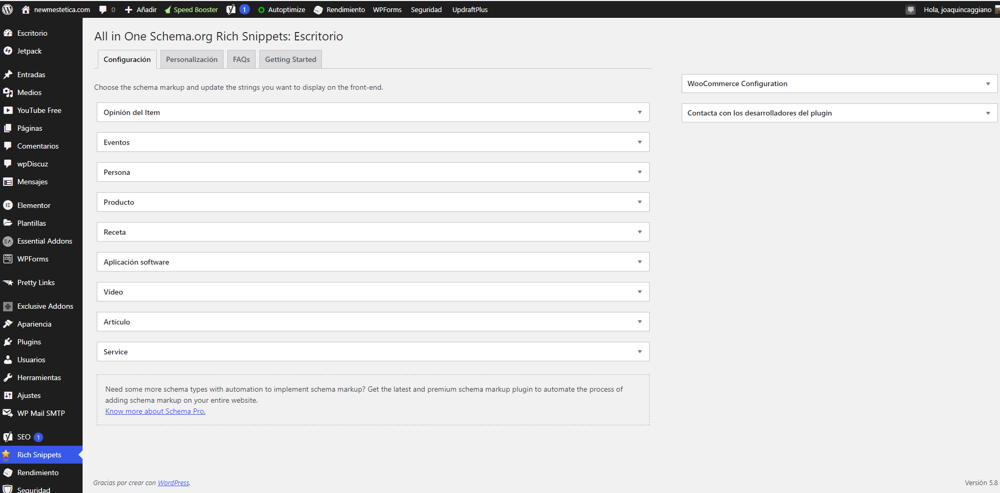 newmestetica.com 0 Añadir Speed Booster 1 Autoptimize Rendimiento WPForms Seguridad UpdraftPlus Hola, joaquincaggiano
Escritorio
Jetpack
Entradas
Medios
YouTube Free
Páginas
Comentarios
wpDiscuz
Mensajes
Elementor
Plantillas
Essential Addons
WPForms
Pretty Links
Exclusive Addons
Apariencia
Plugins
Usuarios
Herramientas
Ajustes
WP Mail SMTP
SEO 1
Rich Snippets
Rendimiento
Seguridad
All in One Schema.org Rich Snippets: Escritorio
Configuración Personalización FAQs Getting Started
Choose the schema markup and update the strings you want to display on the front-end.
Opinión del Item
Eventos
Persona
Producto
Receta
Aplicación software
Vídeo
Artículo
Service
Need some more schema types with automation to implement schema markup? Get the latest and premium schema markup plugin to automate the process of
adding schema markup on your entire website.
Know more about Schema Pro.
WooCommerce Configuration
Contacta con los desarrolladores del plugin
Gracias por crear con WordPress.
Versión 5.8